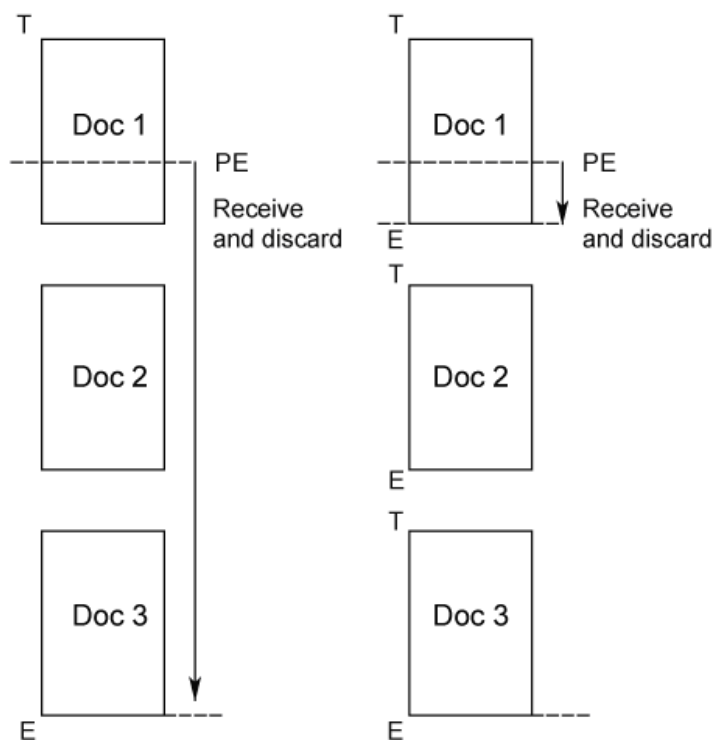 T
Doc 1
PE
Receive
and discard
Doc 2
Doc 3
E
T
Doc 1
PE
Receive
and discard
E
T
Doc 2
E
T
Doc 3
E